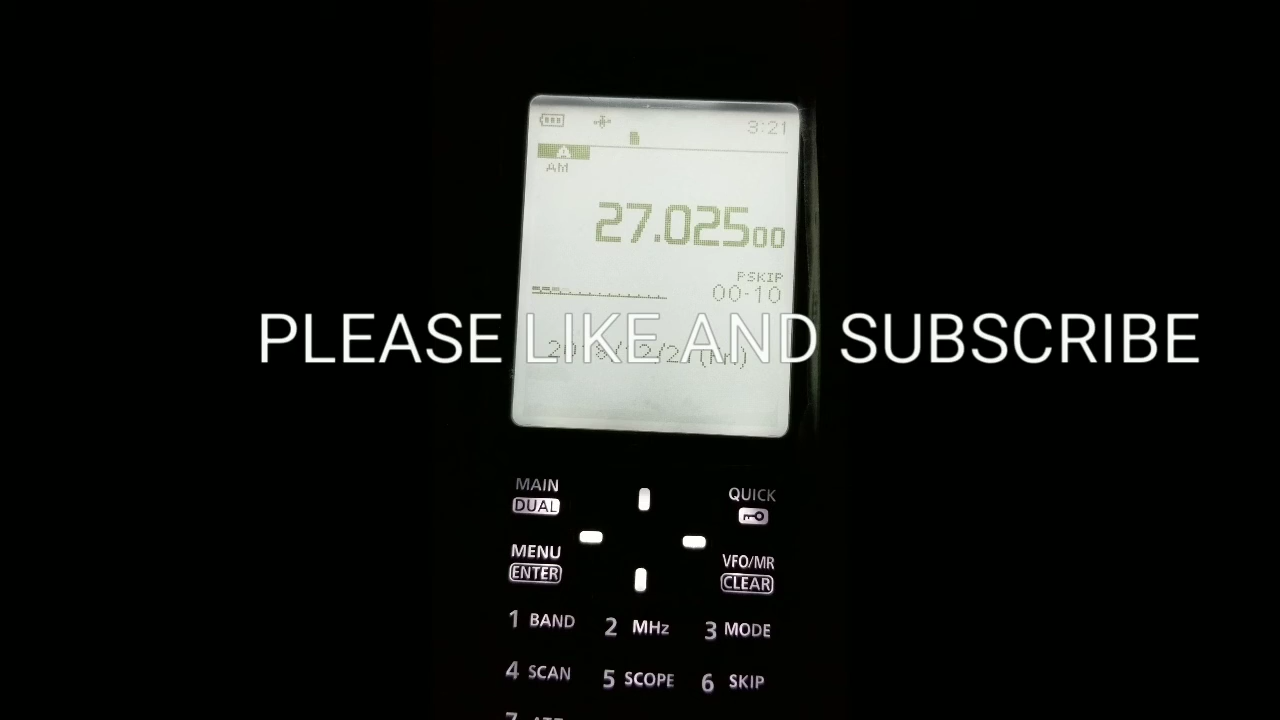 3:21
A
AM
27.02500
PSKIP
00-10
PLEASE LIKE AND SUBSCRIBE
MAIN
DUAL
QUICK
MENU
ENTER
VFO/MR
CLEAR
1 BAND 2 MHz 3 MODE
4 SCAN 5 SCOPE 6 SKIP